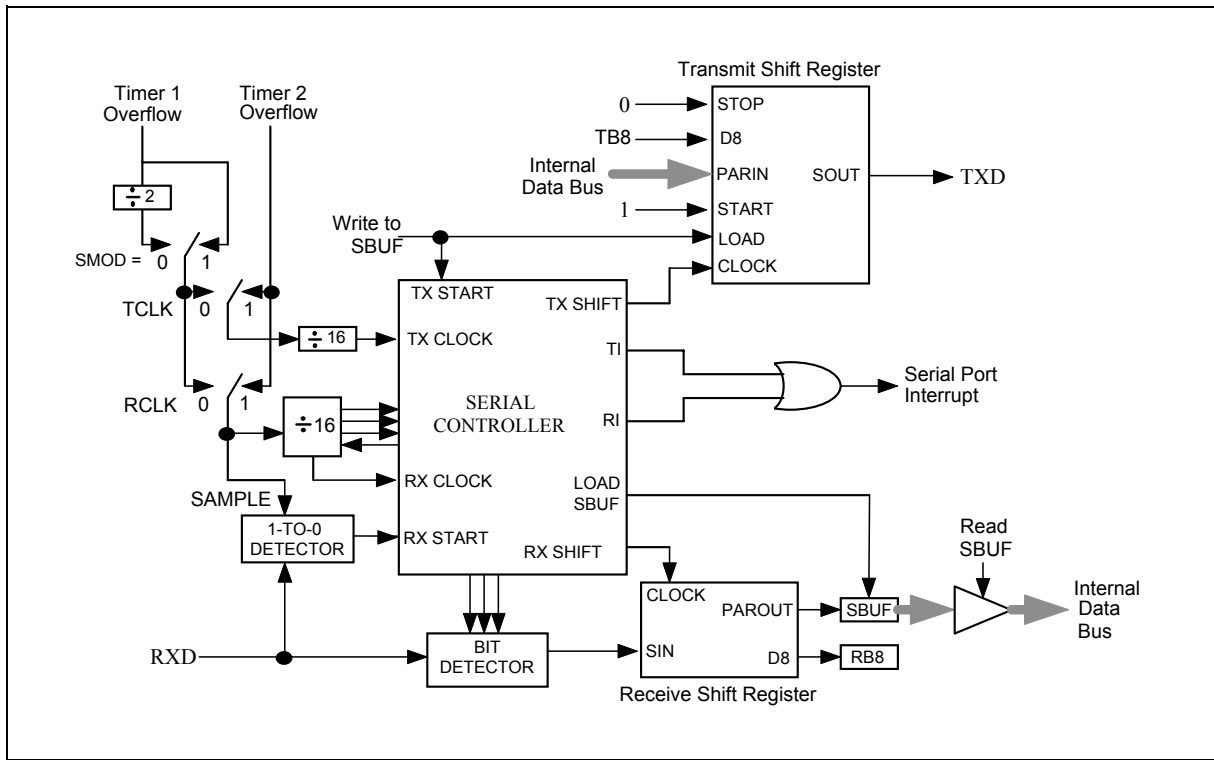 Transmit Shift Register
Timer 1
Overflow
Timer 2
Overflow
0
STOP
TB8
D8
Internal
Data Bus
PARIN
SOUT
TXD
1
START
÷ 2
Write to
SBUF
LOAD
CLOCK
SMOD =
0
1
TX START
TX SHIFT
TCLK
0
1
÷ 16
TX CLOCK
TI
Serial Port
Interrupt
RCLK
0
1
÷16
SERIAL
CONTROLLER
RI
RX CLOCK
LOAD
SBUF
SAMPLE
1-TO-0
DETECTOR
RX START
RX SHIFT
Read
SBUF
CLOCK
PAROUT
SBUF
Internal
Data
Bus
RXD
BIT
DETECTOR
SIN
D8
RB8
Receive Shift Register